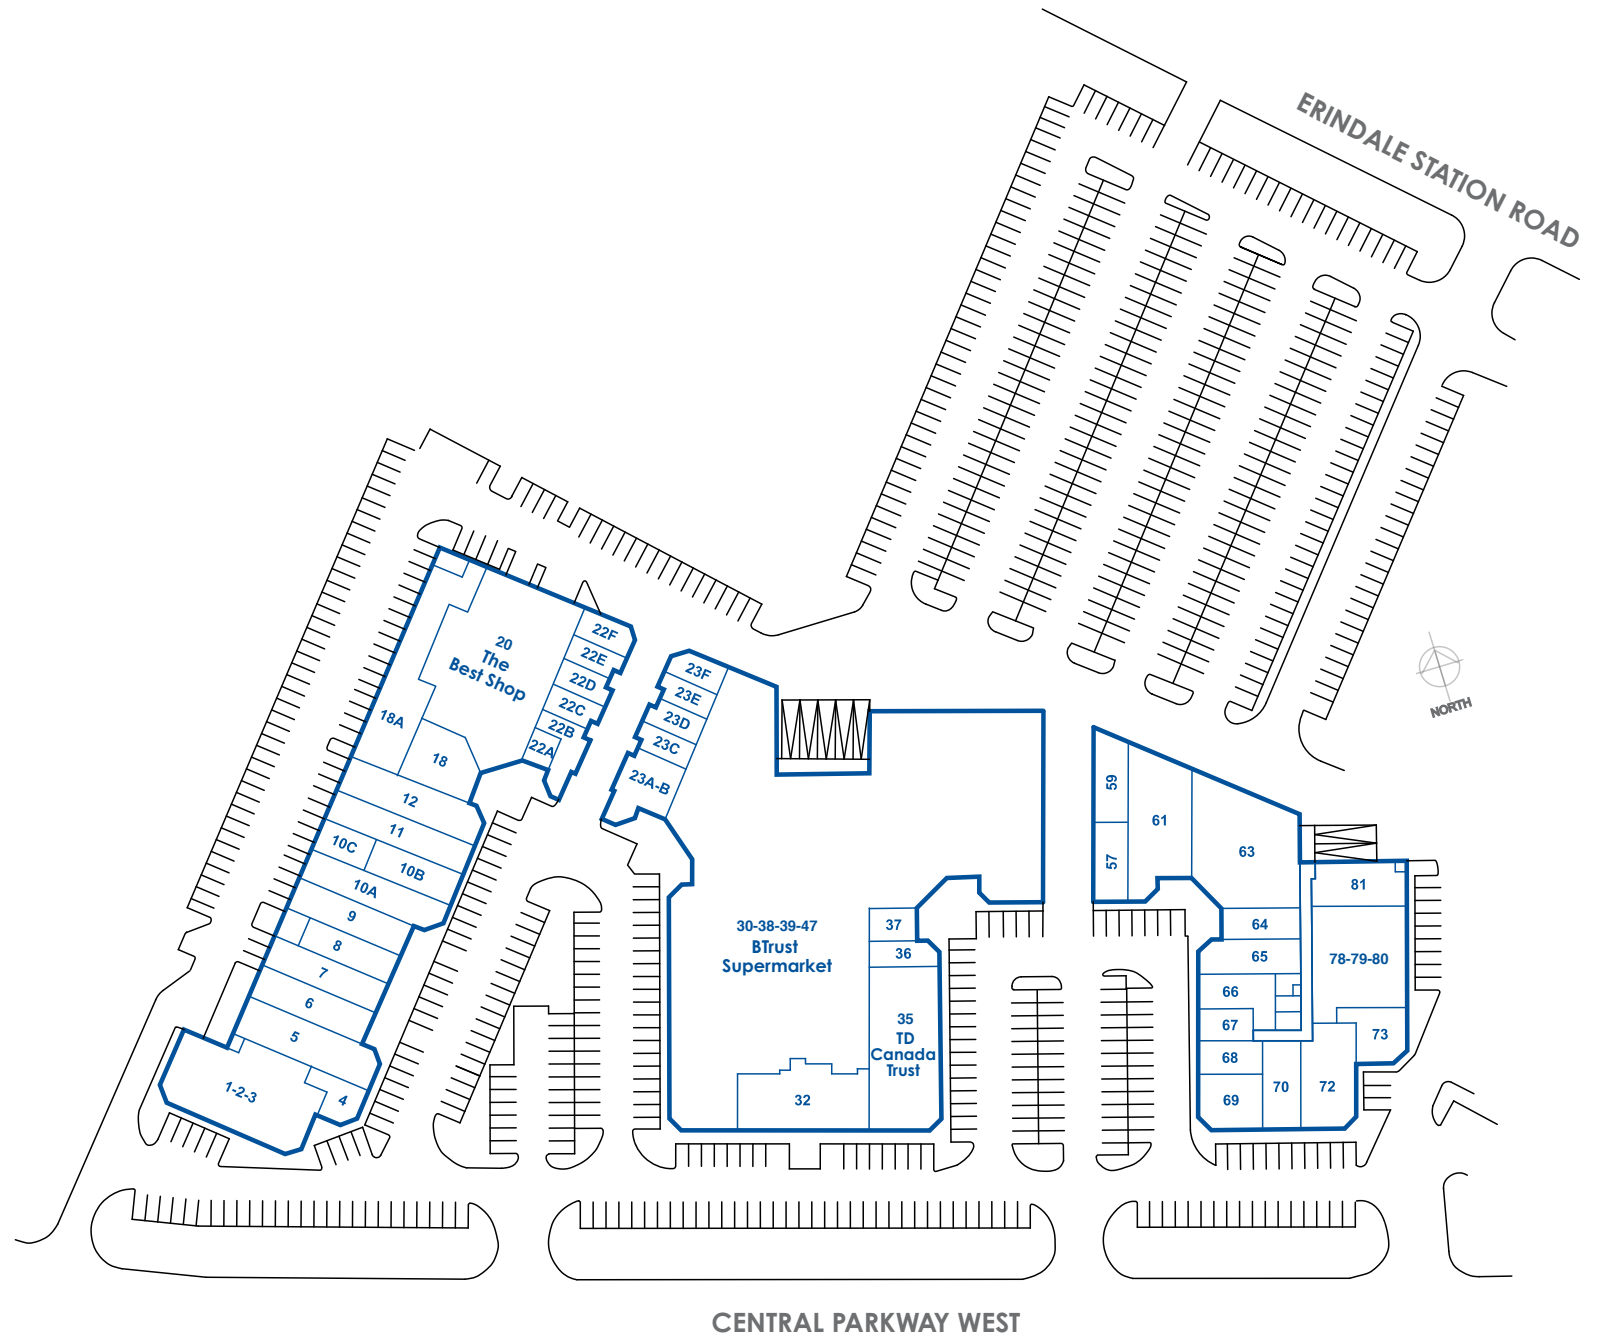 ERINDALE STATION ROAD
NORTH
20
The
Best Shop
22F
22E
22D
22C
22B
22A
18A
18
12
11
10C
10B
10A
9
8
7
6
5
4
1-2-3
23F
23E
23D
23C
23A-B
30-38-39-47
BTrust
Supermarket
37
36
35
TD
Canada
Trust
32
59
57
61
63
64
65
66
67
68
69
70
72
73
78-79-80
81
CENTRAL PARKWAY WEST